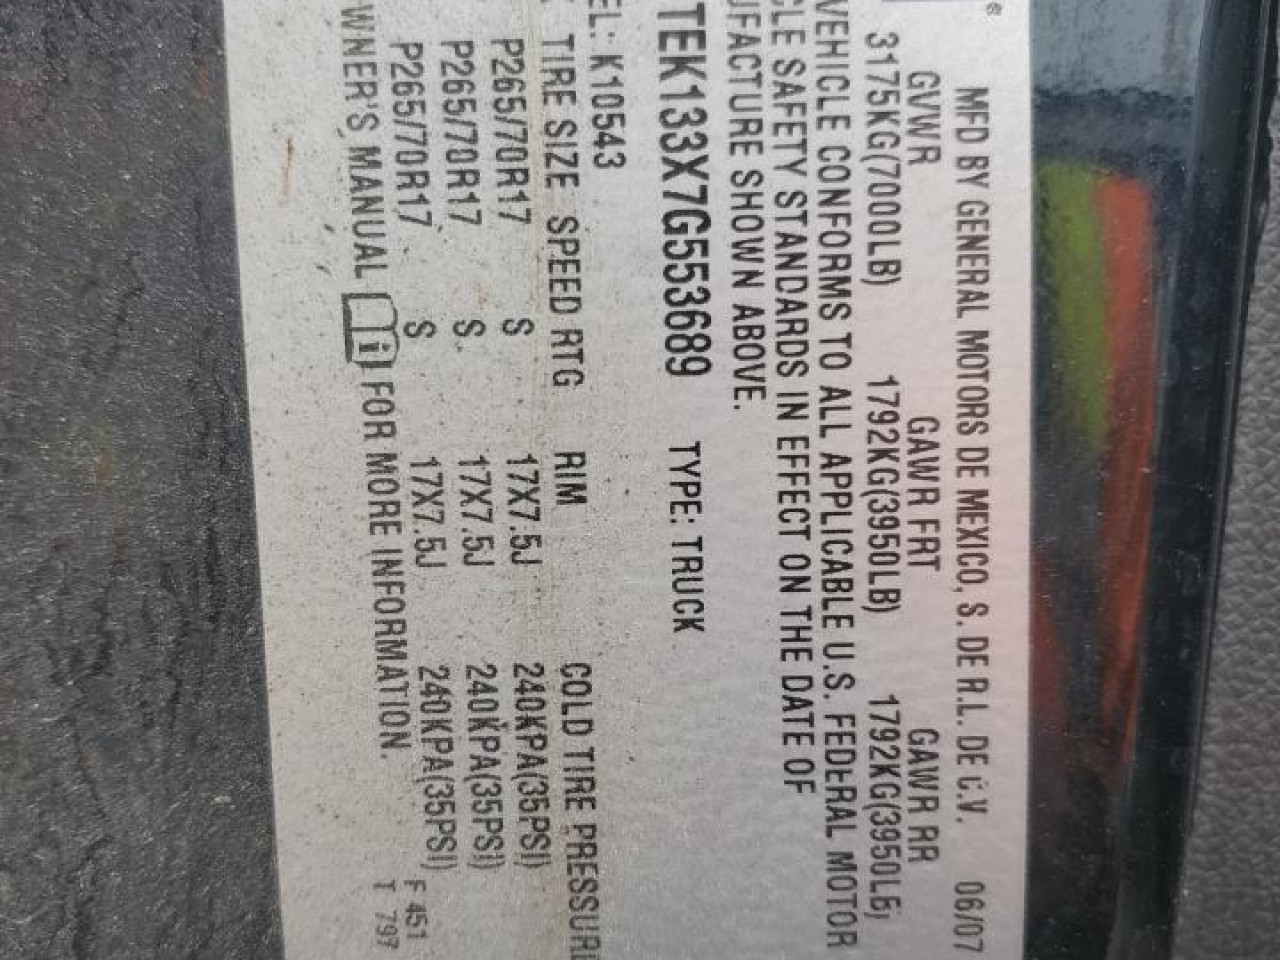 MFD BY GENERAL MOTORS DE MEXICO, S. DE R.L. DE C.V. 06/07
GVWR GAWR FRT GAWR RR
3175KG(7000LB) 1792KG(3950LB) 1792KG(3950LB)
VEHICLE CONFORMS TO ALL APPLICABLE U.S. FEDERAL MOTOR
CLE SAFETY STANDARDS IN EFFECT ON THE DATE OF
UFACTURE SHOWN ABOVE.
TEK133X7G553689 TYPE: TRUCK
EL: K10543
TIRE SIZE SPEED RTG RIM COLD TIRE PRESSURE
P265/70R17 S 17X7.5J 240KPA(35PSI)
P265/70R17 S 17X7.5J 240KPA(35PSI)
P265/70R17 S 17X7.5J 240KPA(35PSI)
WNER'S MANUAL i FOR MORE INFORMATION.
F 451
T 797